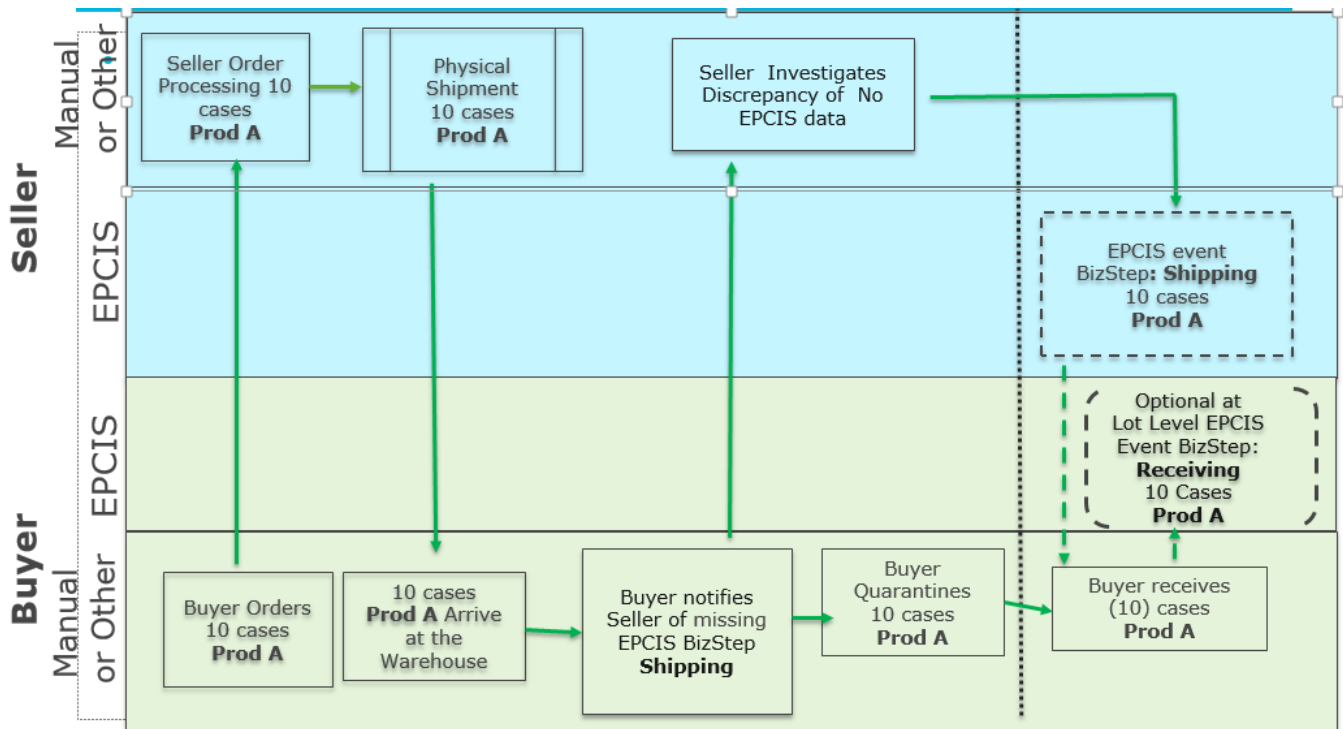 Seller
Manual
or Other
Seller Order
Processing 10
cases
Prod A
Physical
Shipment
10 cases
Prod A
Seller  Investigates
Discrepancy of  No
EPCIS data
EPCIS
EPCIS event
BizStep: Shipping
10 cases
Prod A
Buyer
EPCIS
Optional at
Lot Level EPCIS
Event BizStep:
Receiving
10 Cases
Prod A
Manual
or Other
Buyer Orders
10 cases
Prod A
10 cases
Prod A Arrive
at the
Warehouse
Buyer notifies
Seller of missing
EPCIS BizStep
Shipping
Buyer
Quarantines
10 cases
Prod A
Buyer receives
(10) cases
Prod A